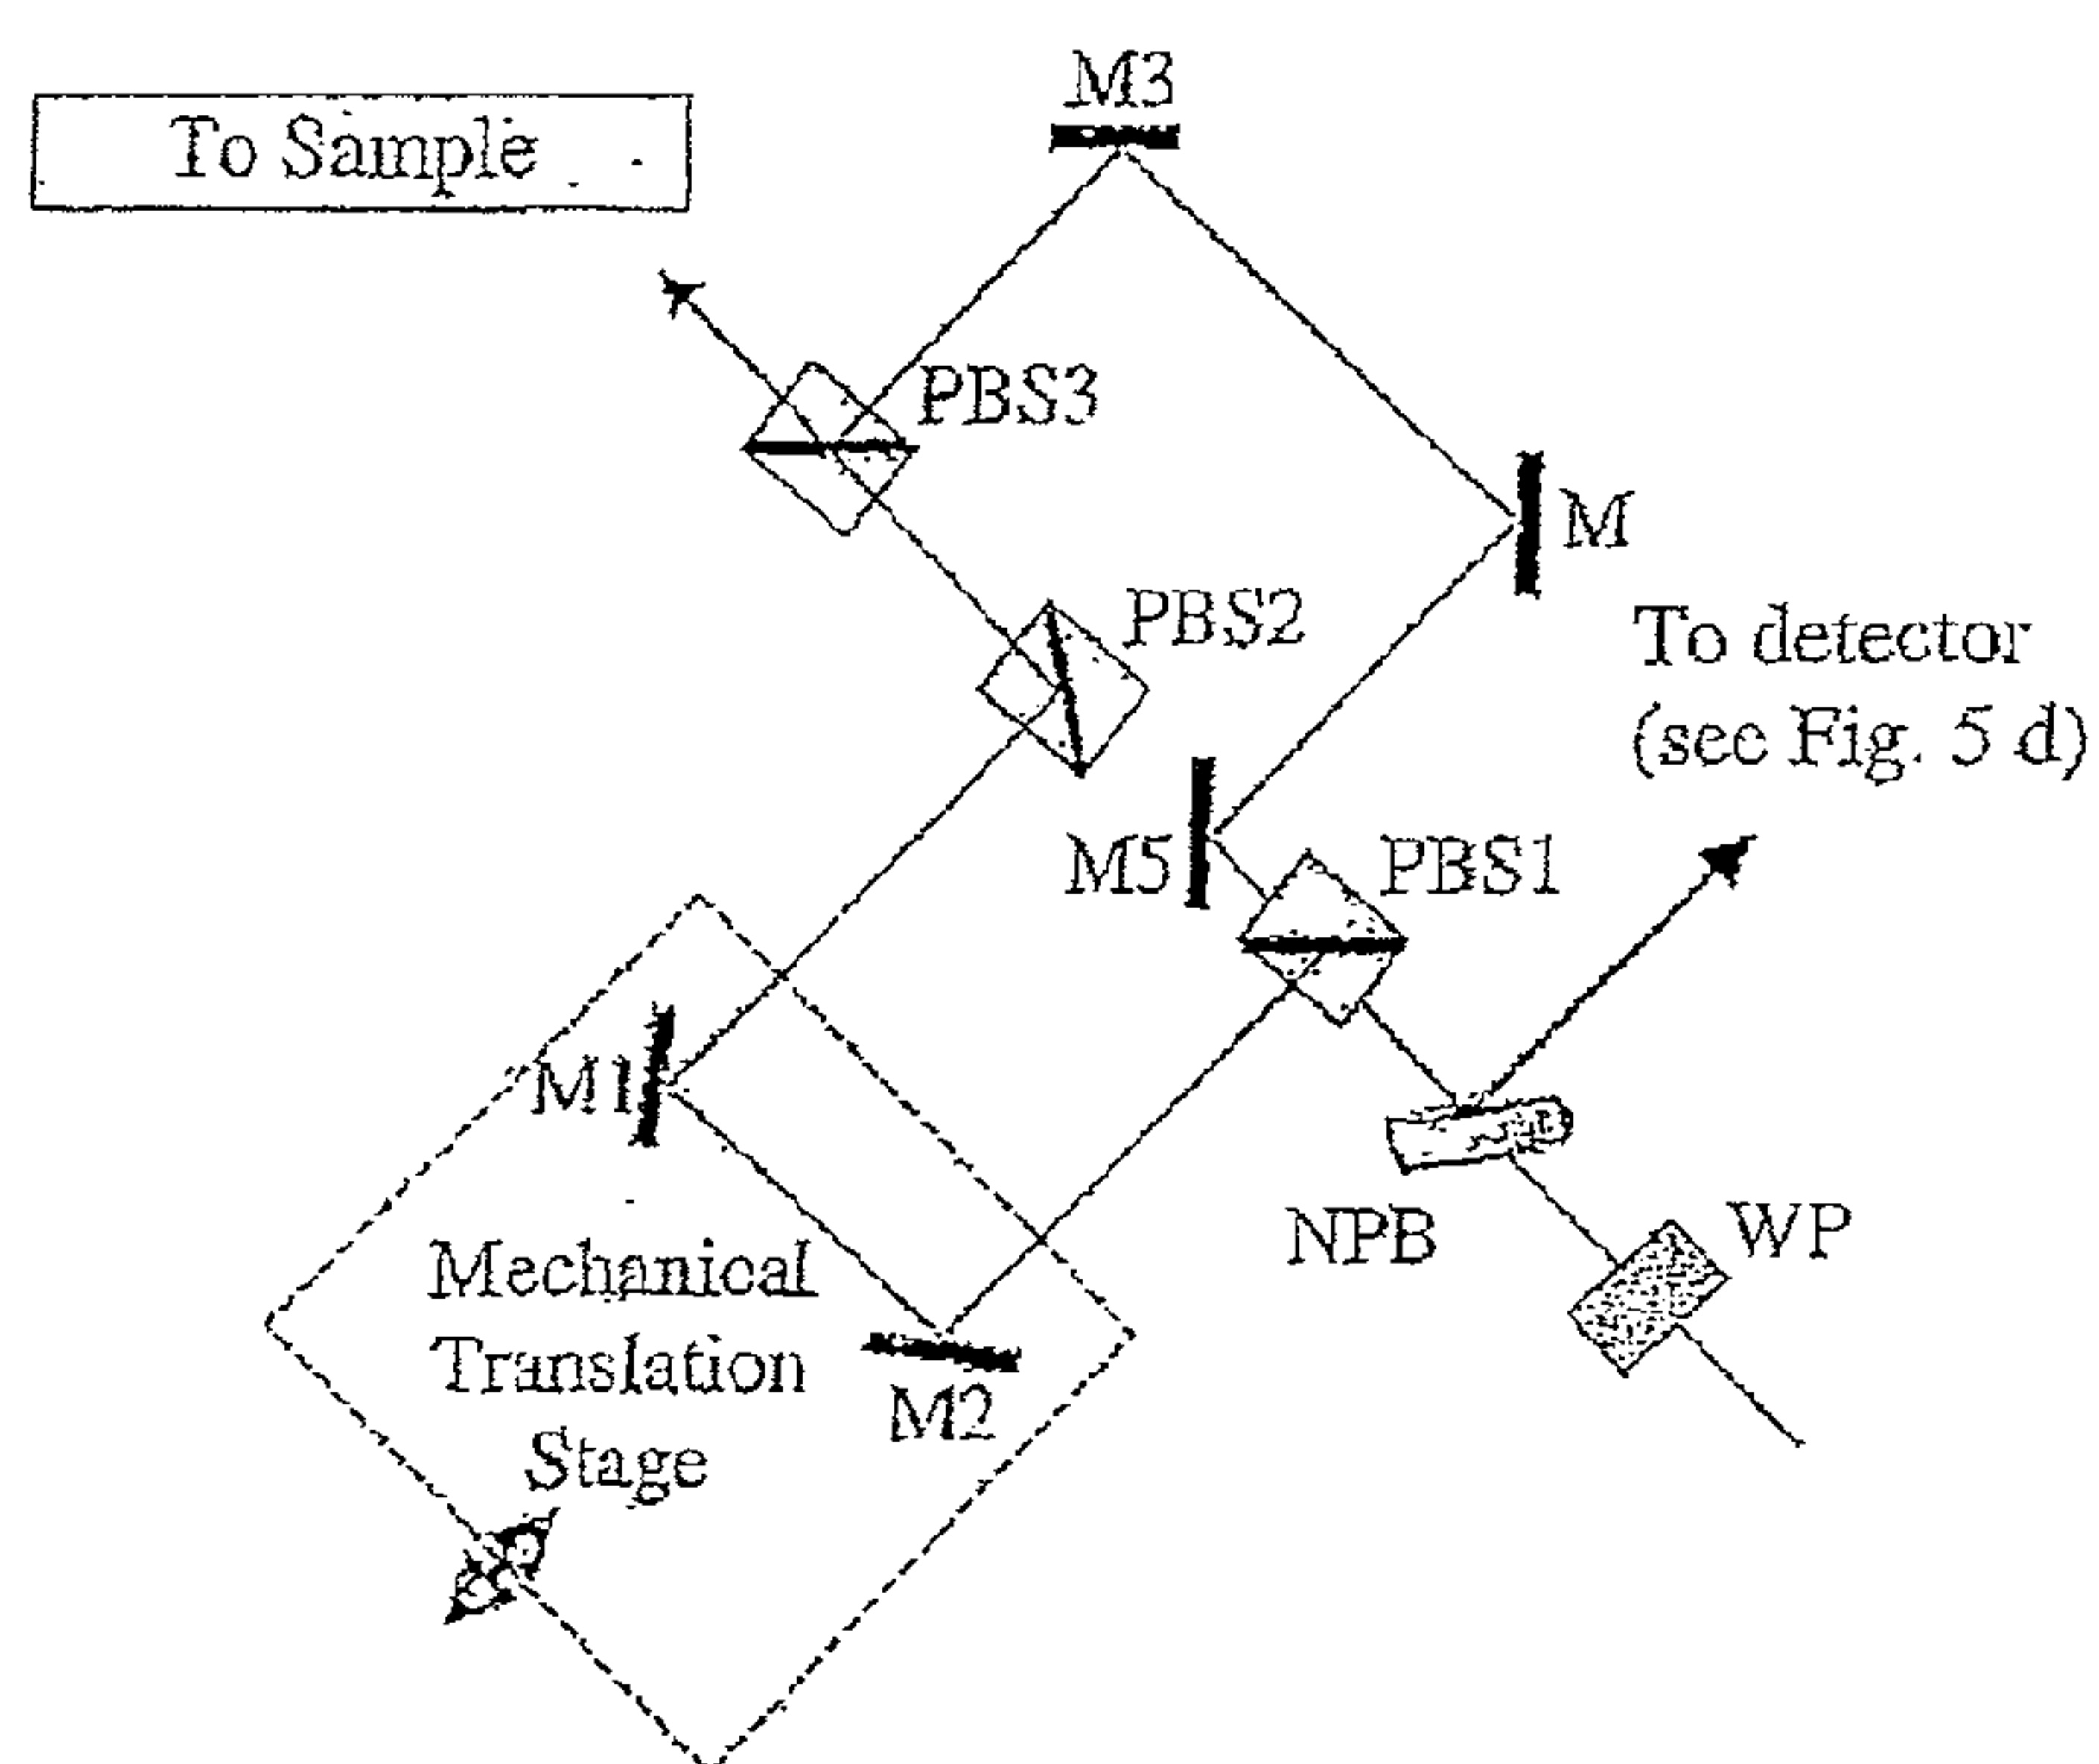 M3
To Sample
PBS3
M
PBS2
To detector
(see Fig. 5 d)
M5
PBS1
M1
NPB
WP
Mechanical
Translation
Stage
M2